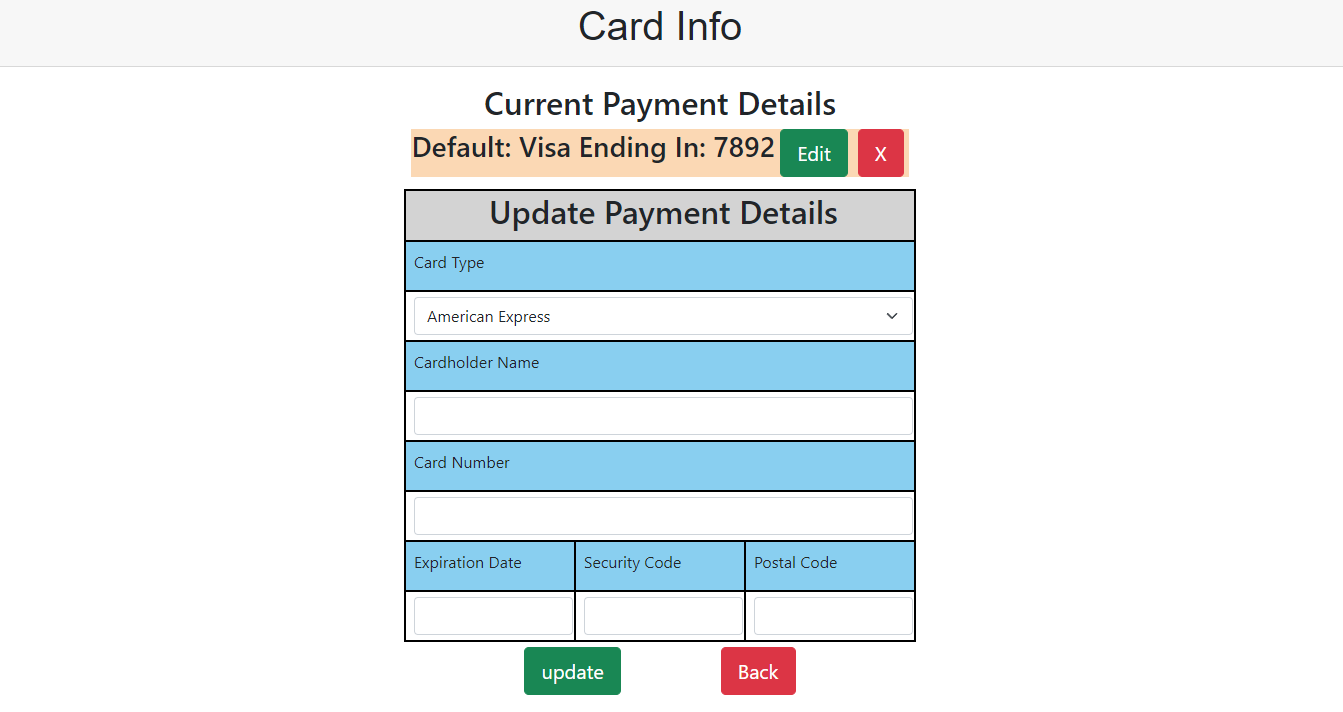 Card Info
Current Payment Details
Default: Visa Ending In: 7892 Edit X
Update Payment Details
Card Type
American Express
Cardholder Name
Card Number
Expiration Date Security Code Postal Code
update Back